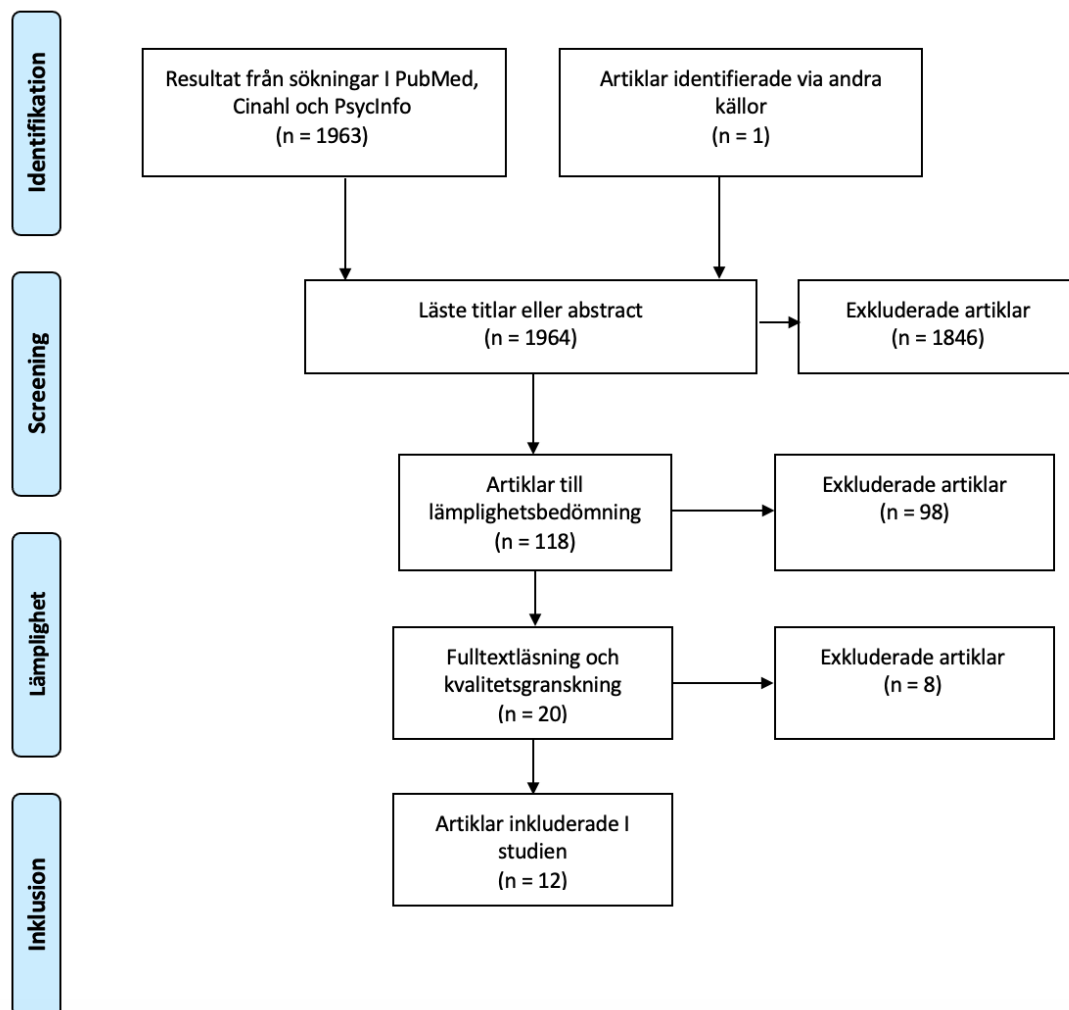 Identifikation
Resultat från sökningar I PubMed,
Cinahl och PsycInfo
(n = 1963)
Artiklar identifierade via andra
källor
(n = 1)
Screening
Läste titlar eller abstract
(n = 1964)
Exkluderade artiklar
(n = 1846)
Artiklar till
lämplighetsbedömning
(n = 118)
Exkluderade artiklar
(n = 98)
Lämplighet
Fulltextläsning och
kvalitetsgranskning
(n = 20)
Exkluderade artiklar
(n = 8)
Inklusion
Artiklar inkluderade I
studien
(n = 12)